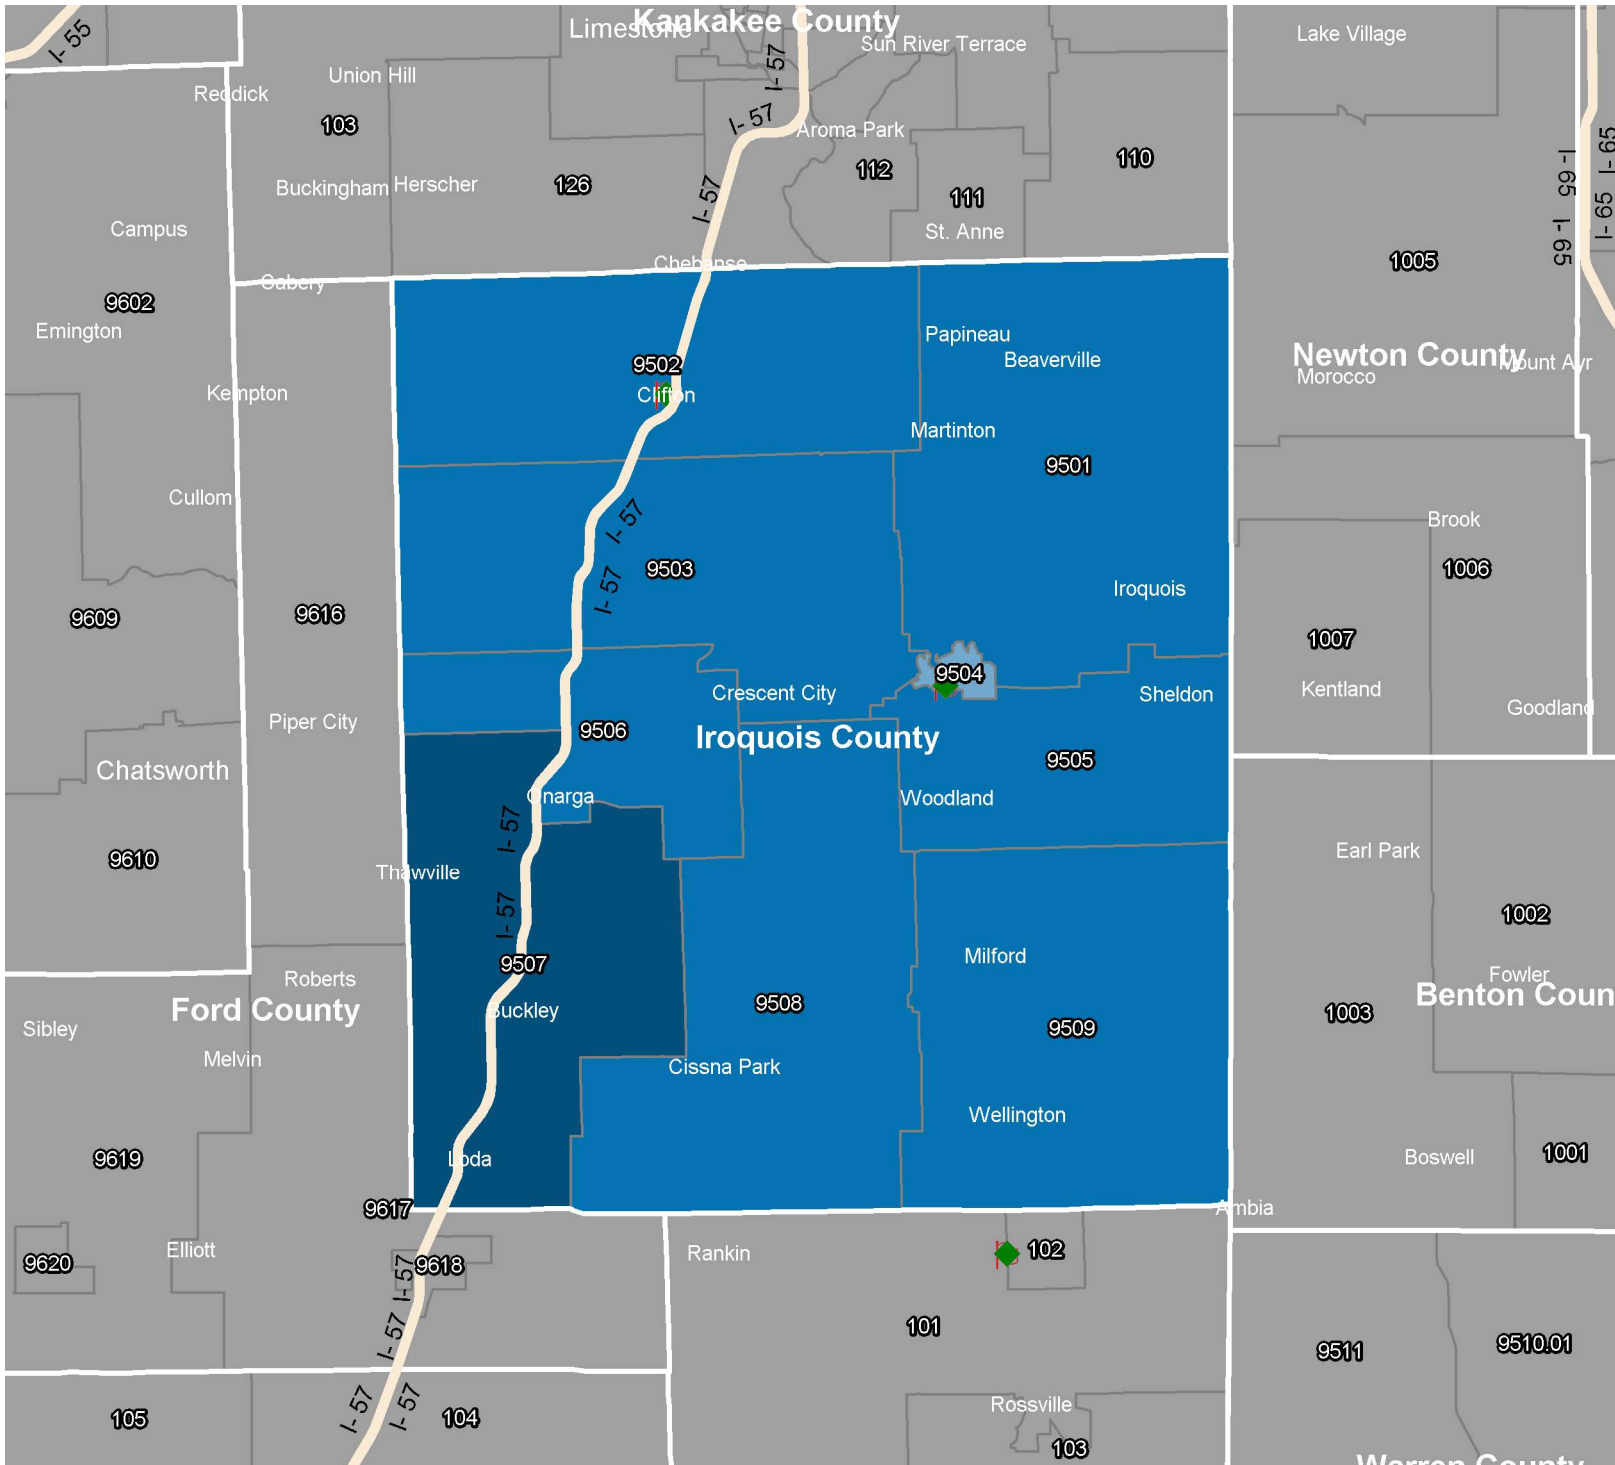 Kankakee County
Limestone
I- 55
I- 57
Sun River Terrace
Lake Village
Union Hill
Reddick
103
I- 57
Aroma Park
I- 65
I- 65
110
112
126
Buckingham
Herscher
I- 57
111
I- 65
I- 65
Campus
St. Anne
Chebanse
1005
Cabery
9602
Emington
Papineau
Beaverville
Newton County
Mount Ayr
9502
Morocco
Kempton
Clifton
Martinton
9501
Cullom
I- 57
Brook
9503
1006
I- 57
Iroquois
9609
9616
1007
9504
Crescent City
Sheldon
Kentland
Goodland
Piper City
9506
Iroquois County
9505
Chatsworth
Onarga
Woodland
I- 57
Earl Park
9610
Thawville
I- 57
1002
Milford
9507
Fowler
Roberts
Benton Coun
Ford County
Buckley
9508
1003
Sibley
9509
Melvin
Cissna Park
Wellington
9619
Loda
Boswell
1001
9617
Ambia
Elliott
Rankin
102
9620
9618
I- 57
101
I- 57
9511
9510.01
I- 57
I- 57
105
104
Rossville
103
Warren County